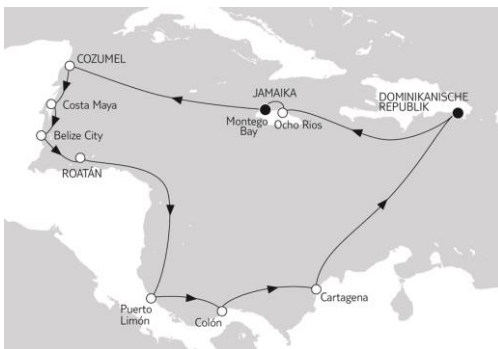 COZUMEL
Costa Maya
Belize City
ROATÁN
JAMAIKA
Montego
Bay
Ocho Rios
DOMINIKANISCHE
REPUBLIK
Puerto
Limón
Colón
Cartagena